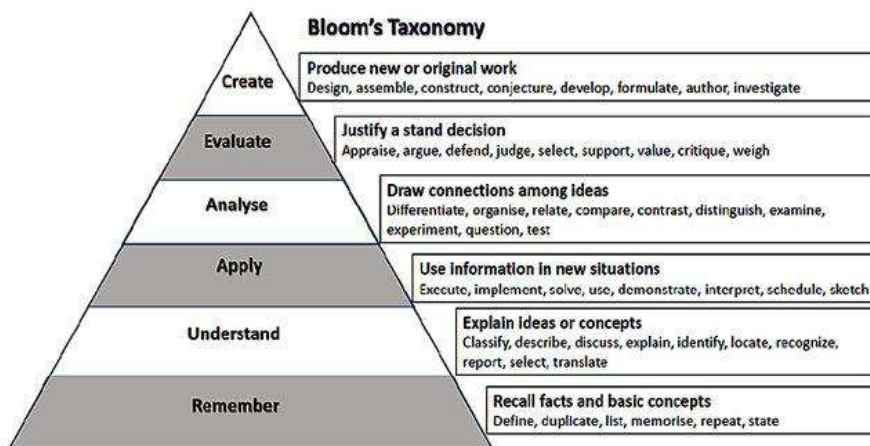 Bloom's Taxonomy
Create
Produce new or original work
Design, assemble, construct, conjecture, develop, formulate, author, investigate
Evaluate
Justify a stand decision
Appraise, argue, defend, judge, select, support, value, critique, weigh
Analyse
Draw connections among ideas
Differentiate, organise, relate, compare, contrast, distinguish, examine,
experiment, question, test
Apply
Use information in new situations
Execute, implement, solve, use, demonstrate, interpret, schedule, sketch
Understand
Explain ideas or concepts
Classify, describe, discuss, explain, identify, locate, recognize,
report, select, translate
Remember
Recall facts and basic concepts
Define, duplicate, list, memorise, repeat, state